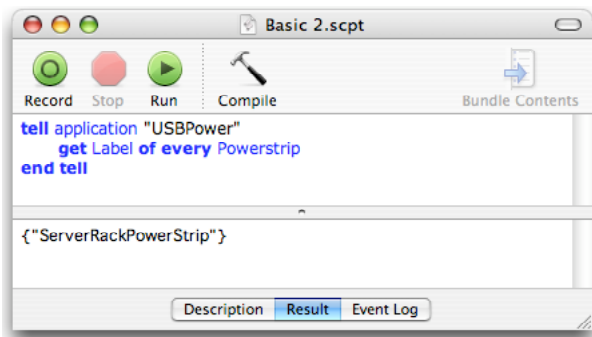 Basic 2.scpt
Record Stop Run Compile Bundle Contents
tell application "USBPower"
get Label of every Powerstrip
end tell
{"ServerRackPowerStrip"}
Description Result Event Log